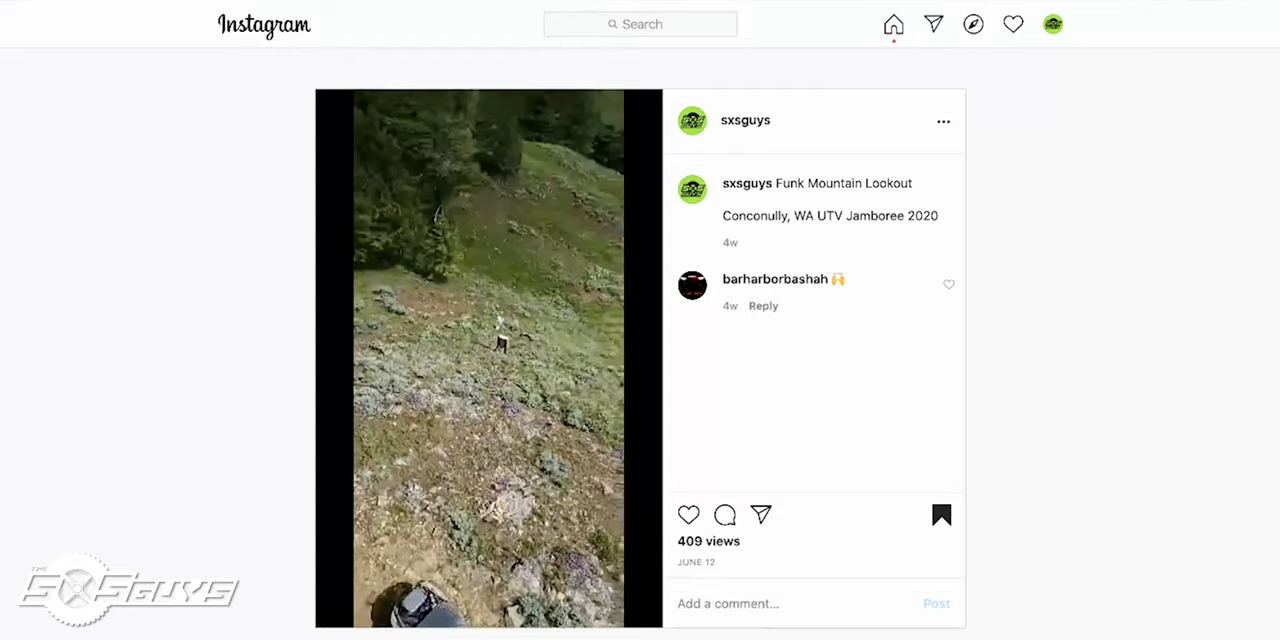 Instagram
Search
sxsguys
sxsguys Funk Mountain Lookout
Conconully, WA UTV Jamboree 2020
4w
barharborbashah 🙌
4w Reply
409 views
JUNE 12
Add a comment... Post
THE
SXSGUYS